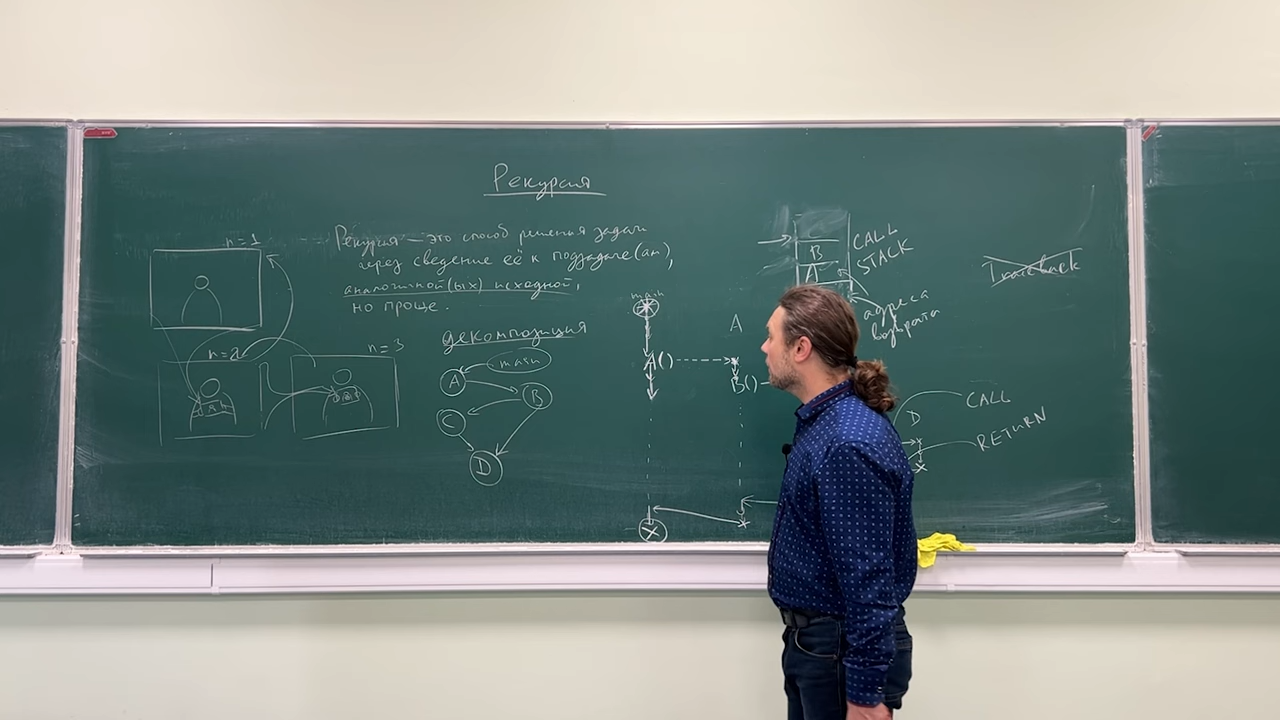 Рекурсия
Рекурсия — это способ решения задачи
через сведение её к подзадаче(ам),
аналогичной(ых) исходной,
но проще.
n=1
n=2
n=3
декомпозиция
main
A
B
C
D
main
A()
A
B()
C
B
A
CALL
STACK
адреса
возврата
Traceback
D
CALL
RETURN